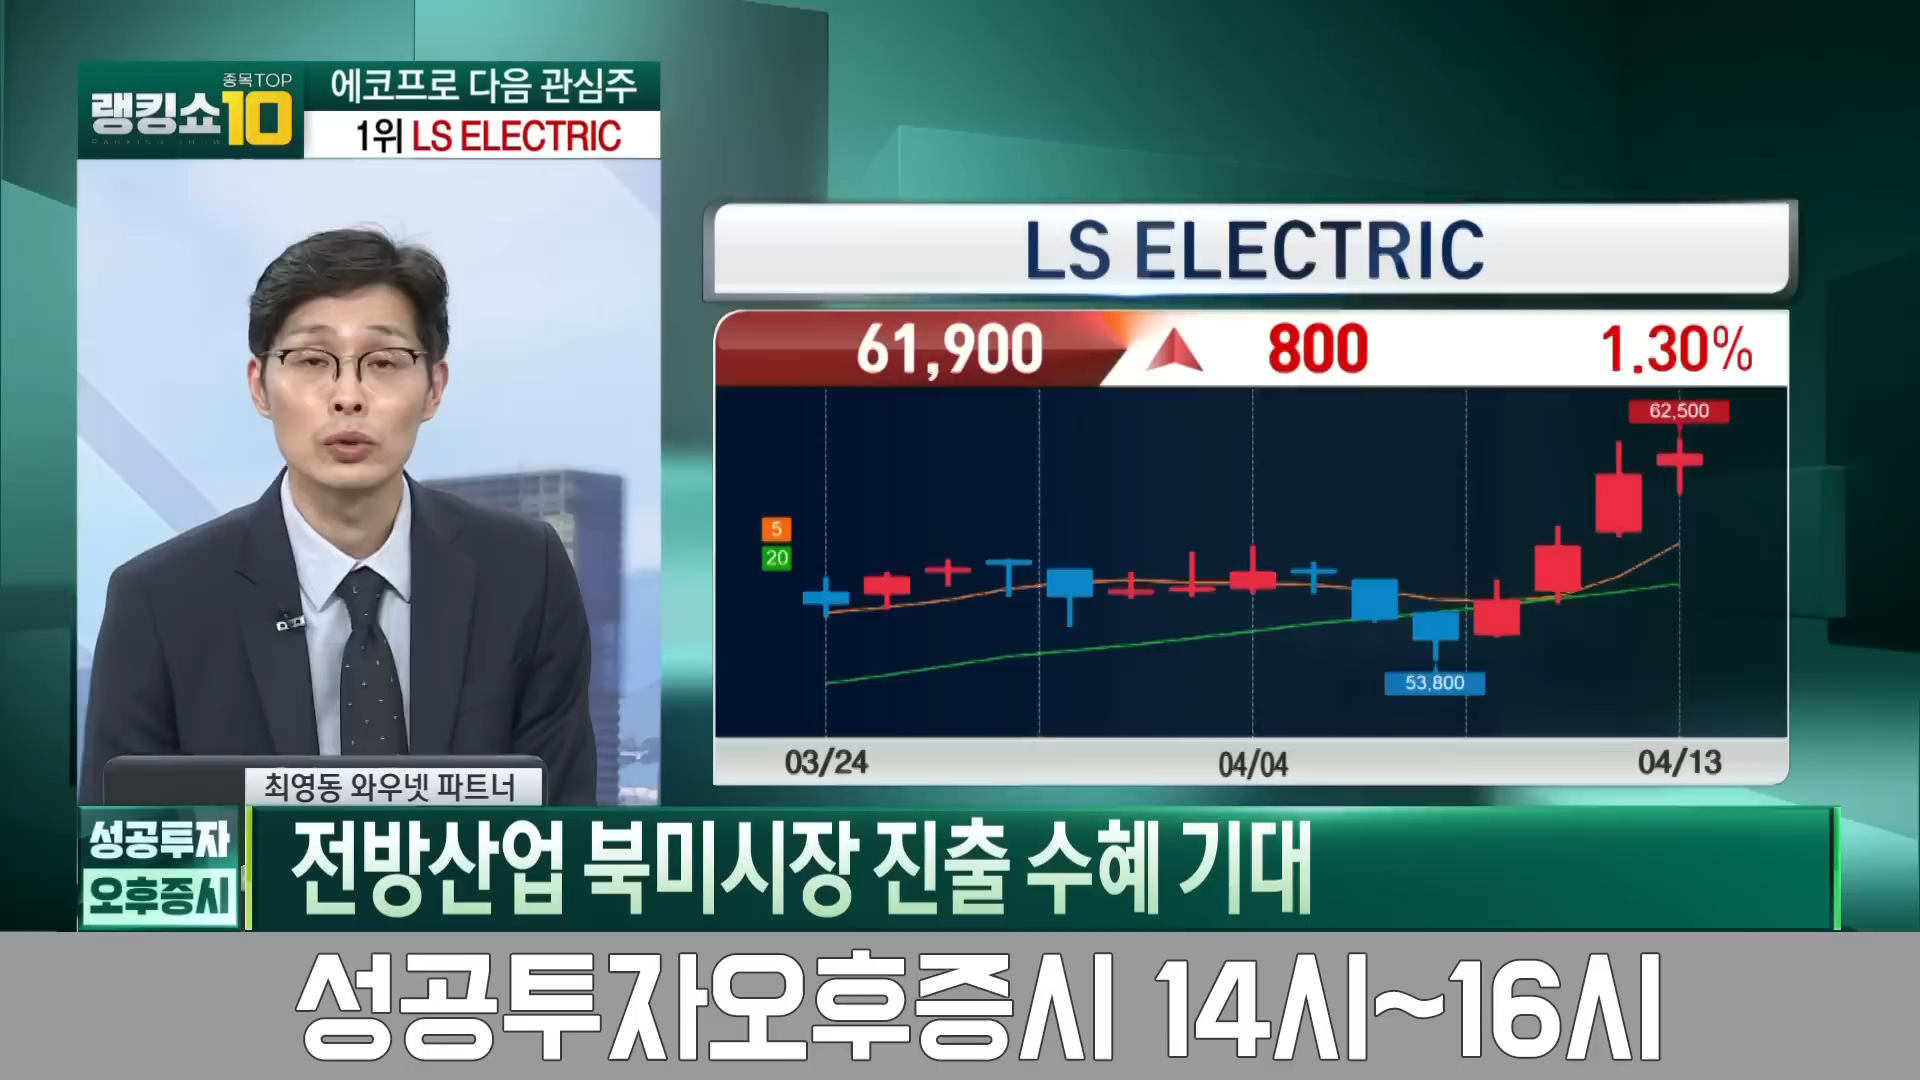 종목TOP
랭킹쇼10
RANKING SHOW
에코프로 다음 관심주
1위 LS ELECTRIC
LS ELECTRIC
61,900 800 1.30%
62,500
5
20
53,800
03/24 04/04 04/13
최영동 와우넷 파트너
성공투자
오후증시
전방산업 북미시장 진출 수혜 기대
성공투자오후증시 14시~16시